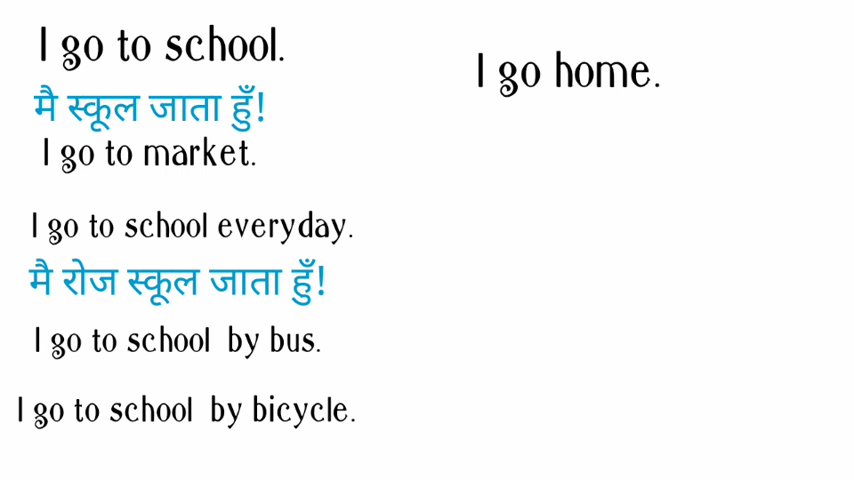 I go to school.
मै स्कूल जाता हुँ!
I go to market.
I go to school everyday.
मै रोज स्कूल जाता हुँ!
I go to school by bus.
I go to school by bicycle.
I go home.